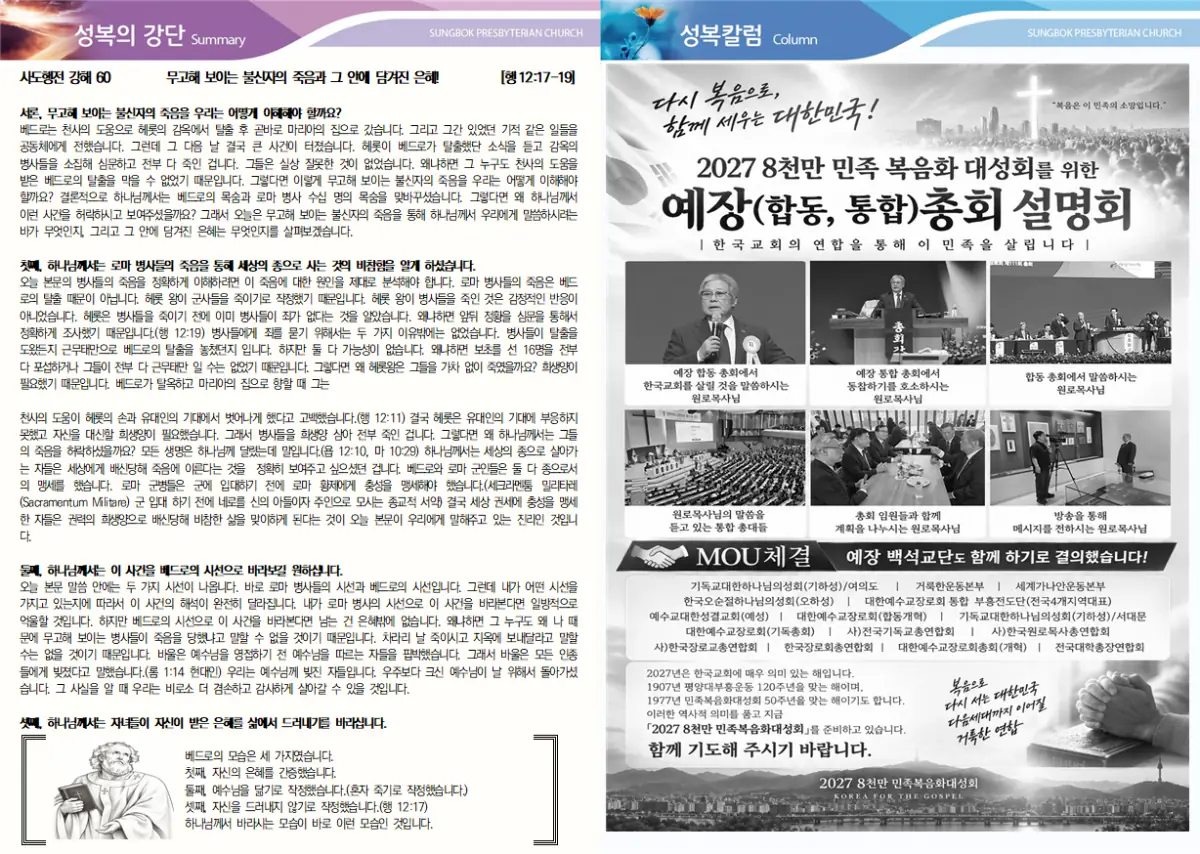 성복의 강단 Summary
SUNGBOK PRESBYTERIAN CHURCH
사도행전 강해 60 무고해 보이는 불신자의 죽음과 그 안에 담겨진 은혜! [행 12:17-19]
서론, 무고해 보이는 불신자의 죽음을 우리는 어떻게 이해해야 할까요?
베드로는 천사의 도움으로 헤롯의 감옥에서 탈출 후 곧바로 마리아의 집으로 갔습니다. 그리고 그간 있었던 기적 같은 일들을
공동체에게 전했습니다. 그런데 그 다음 날 결국 큰 사건이 터졌습니다. 헤롯이 베드로가 탈출했단 소식을 듣고 감옥의
병사들을 소집해 심문하고 전부 다 죽인 겁니다. 그들은 실상 잘못한 것이 없었습니다. 왜냐하면 그 누구도 천사의 도움을
받은 베드로의 탈출을 막을 수 없었기 때문입니다. 그렇다면 이렇게 무고해 보이는 불신자의 죽음을 우리는 어떻게 이해해야
할까요? 결론적으로 하나님께서는 베드로의 목숨과 로마 병사 수십 명의 목숨을 맞바꾸셨습니다. 그렇다면 왜 하나님께서
이런 사건을 허락하시고 보여주셨을까요? 그래서 오늘은 무고해 보이는 불신자의 죽음을 통해 하나님께서 우리에게 말씀하시려는
바가 무엇인지, 그리고 그 안에 담겨진 은혜는 무엇인지를 살펴보겠습니다.
첫째, 하나님께서는 로마 병사들의 죽음을 통해 세상의 종으로 사는 것의 비참함을 알게 하셨습니다.
오늘 본문의 병사들의 죽음을 정확하게 이해하려면 이 죽음에 대한 원인을 제대로 분석해야 합니다. 로마 병사들의 죽음은 베드
로의 탈출 때문이 아닙니다. 헤롯 왕이 군사들을 죽이기로 작정했기 때문입니다. 헤롯 왕이 병사들을 죽인 것은 감정적인 반응이
아니었습니다. 헤롯은 병사들을 죽이기 전에 이미 병사들이 죄가 없다는 것을 알았습니다. 왜냐하면 앞뒤 정황을 심문을 통해서
정확하게 조사했기 때문입니다.(행 12:19) 병사들에게 죄를 묻기 위해서는 두 가지 이유밖에는 없었습니다. 병사들이 탈출을
도왔든지 근무태만으로 베드로의 탈출을 놓쳤던지 입니다. 하지만 둘 다 가능성이 없습니다. 왜냐하면 보초를 선 16명을 전부
다 포섭하거나 그들이 전부 다 근무태만 일 수는 없었기 때문입니다. 그렇다면 왜 헤롯왕은 그들을 가차 없이 죽였을까요? 희생양이
필요했기 때문입니다. 베드로가 탈옥하고 마리아의 집으로 향할 때 그는
천사의 도움이 헤롯의 손과 유대인의 기대에서 벗어나게 했다고 고백했습니다.(행 12:11) 결국 헤롯은 유대인의 기대에 부응하지
못했고 자신을 대신할 희생양이 필요했습니다. 그래서 병사들을 희생양 삼아 전부 죽인 겁니다. 그렇다면 왜 하나님께서는 그들
의 죽음을 허락하셨을까요? 모든 생명은 하나님께 달렸는데 말입니다.(욥 12:10, 마 10:29) 하나님께서는 세상의 종으로 살아가
는 자들은 세상에게 배신당해 죽음에 이른다는 것을 정확히 보여주고 싶으셨던 겁니다. 베드로와 로마 군인들은 둘 다 종으로서
의 맹세를 했습니다. 로마 군병들은 군에 입대하기 전에 로마 황제에게 충성을 맹세해야 했습니다.(세크라멘툼 밀리타레
(Sacramentum Militare) 군 입대 하기 전에 네로를 신의 아들이자 주인으로 모시는 종교적 서약) 결국 세상 권세에 충성을 맹세
한 자들은 권력의 희생양으로 배신당해 비참한 삶을 맞이하게 된다는 것이 오늘 본문이 우리에게 말해주고 있는 진리인 것입니
다.
둘째, 하나님께서는 이 사건을 베드로의 시선으로 바라보길 원하십니다.
오늘 본문 말씀 안에는 두 가지 시선이 나옵니다. 바로 로마 병사들의 시선과 베드로의 시선입니다. 그런데 내가 어떤 시선을
가지고 있는지에 따라서 이 사건의 해석이 완전히 달라집니다. 내가 로마 병사의 시선으로 이 사건을 바라본다면 일방적으로
억울할 것입니다. 하지만 베드로의 시선으로 이 사건을 바라본다면 남는 건 은혜밖에 없습니다. 왜냐하면 그 누구도 왜 나 때
문에 무고해 보이는 병사들이 죽음을 당했냐고 말할 수 없을 것이기 때문입니다. 차라리 날 죽이시고 지옥에 보내달라고 말할
수는 없을 것이기 때문입니다. 바울은 예수님을 영접하기 전 예수님을 따르는 자들을 핍박했습니다. 그래서 바울은 모든 인종
들에게 빚졌다고 말했습니다.(롬 1:14 현대인) 우리는 예수님께 빚진 자들입니다. 우주보다 크신 예수님이 날 위해서 돌아가셨
습니다. 그 사실을 알 때 우리는 비로소 더 겸손하고 감사하게 살아갈 수 있을 것입니다.
셋째, 하나님께서는 자녀들이 자신이 받은 은혜를 삶에서 드러내기를 바라십니다.
베드로의 모습은 세 가지였습니다.
첫째, 자신의 은혜를 간증했습니다.
둘째, 예수님을 닮기로 작정했습니다.(혼자 죽기로 작정했습니다.)
셋째, 자신을 드러내지 않기로 작정했습니다.(행 12:17)
하나님께서 바라시는 모습이 바로 이런 모습인 것입니다.
성복칼럼 Column
SUNGBOK PRESBYTERIAN CHURCH
다시 복음으로,
함께 세우는 대한민국!
"복음은 이 민족의 소망입니다."
2027 8천만 민족 복음화 대성회를 위한
예장(합동, 통합)총회 설명회
| 한국교회의 연합을 통해 이 민족을 살립니다 |
예장 합동 총회에서
한국교회를 살릴 것을 말씀하시는
원로목사님
예장 통합 총회에서
동참하기를 호소하시는
원로목사님
합동 총회에서 말씀하시는
원로목사님
원로목사님의 말씀을
듣고 있는 통합 총대들
총회 임원들과 함께
계획을 나누시는 원로목사님
방송을 통해
메시지를 전하시는 원로목사님
MOU체결 예장 백석교단도 함께 하기로 결의했습니다!
기독교대한하나님의성회(기하성)/여의도 | 거룩한운동본부 | 세계가나안운동본부
한국오순절하나님의성회(오하성) | 대한예수교장로회 통합 부흥전도단(전국4개지역대표)
예수교대한성결교회(예성) | 대한예수교장로회(합동개혁) | 기독교대한하나님의성회(기하성)/서대문
대한예수교장로회(기독총회) | 사)전국기독교총연합회 | 사)한국원로목사총연합회
사)한국장로교총연합회 | 한국장로회총연합회 | 대한예수교장로회총회(개혁) | 전국대학총장연합회
2027년은 한국교회에 매우 의미 있는 해입니다.
1907년 평양대부흥운동 120주년을 맞는 해이며,
1977년 민족복음화대성회 50주년을 맞는 해이기도 합니다.
이러한 역사적 의미를 품고 지금
「2027 8천만 민족복음화대성회」를 준비하고 있습니다.
함께 기도해 주시기 바랍니다.
복음으로
다시 서는 대한민국
다음세대까지 이어질
거룩한 연합
2027 8천만 민족복음화대성회
KOREA FOR THE GOSPEL